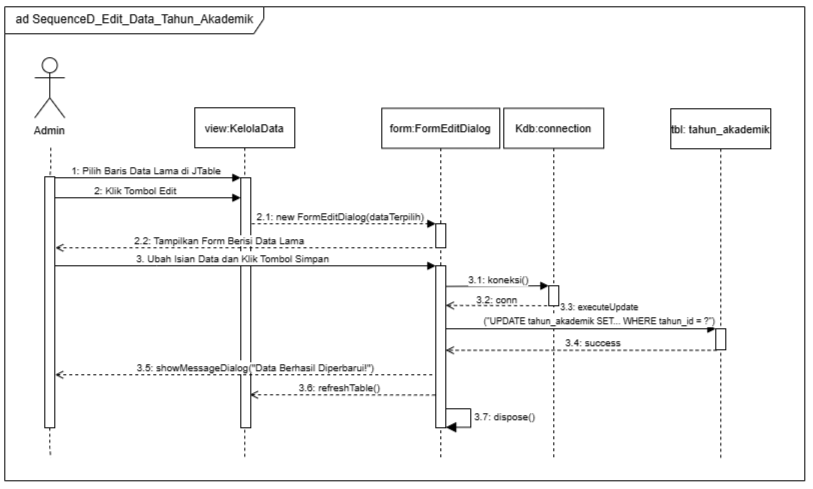 ad SequenceD_Edit_Data_Tahun_Akademik
Admin
view:KelolaData
form:FormEditDialog
Kdb:connection
tbl: tahun_akademik
1: Pilih Baris Data Lama di JTable
2: Klik Tombol Edit
2.1: new FormEditDialog(dataTerpilih)
2.2: Tampilkan Form Berisi Data Lama
3. Ubah Isian Data dan Klik Tombol Simpan
3.1: koneksi()
3.2: conn
3.3: executeUpdate
("UPDATE tahun_akademik SET... WHERE tahun_id = ?")
3.4: success
3.5: showMessageDialog("Data Berhasil Diperbarui!")
3.6: refreshTable()
3.7: dispose()